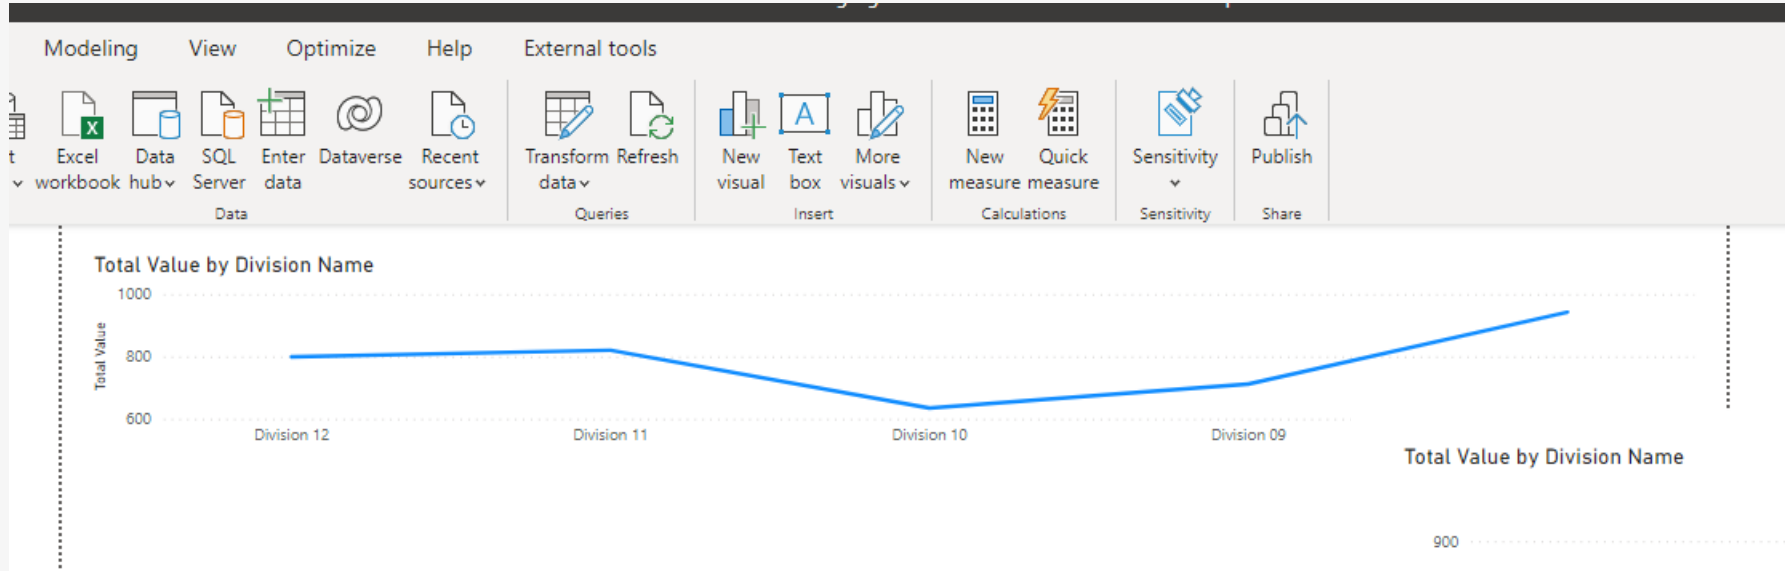 Modeling View Optimize Help External tools
Excel workbook
Data hub
SQL Server
Enter data
Dataverse
Recent sources
Transform data
Refresh
New visual
A
Text box
More visuals
New measure
Quick measure
Sensitivity
Publish
Data
Queries
Insert
Calculations
Sensitivity
Share
Total Value by Division Name
1000
800
600
Total Value
Division 12 Division 11 Division 10 Division 09
Total Value by Division Name
900